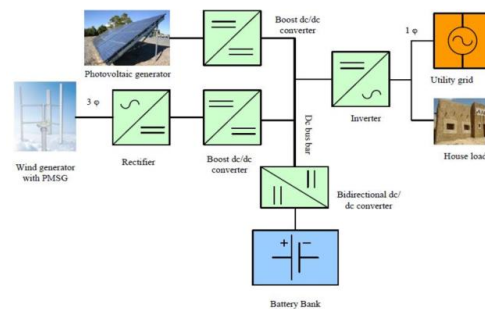 Boost dc/dc
converter
1 φ
Photovoltaic generator
Utility grid
3 φ
Dc bus bar
Rectifier
Boost dc/dc
converter
Inverter
House load
Wind generator
with PMSG
Bidirectional dc/
dc converter
+
−
Battery Bank